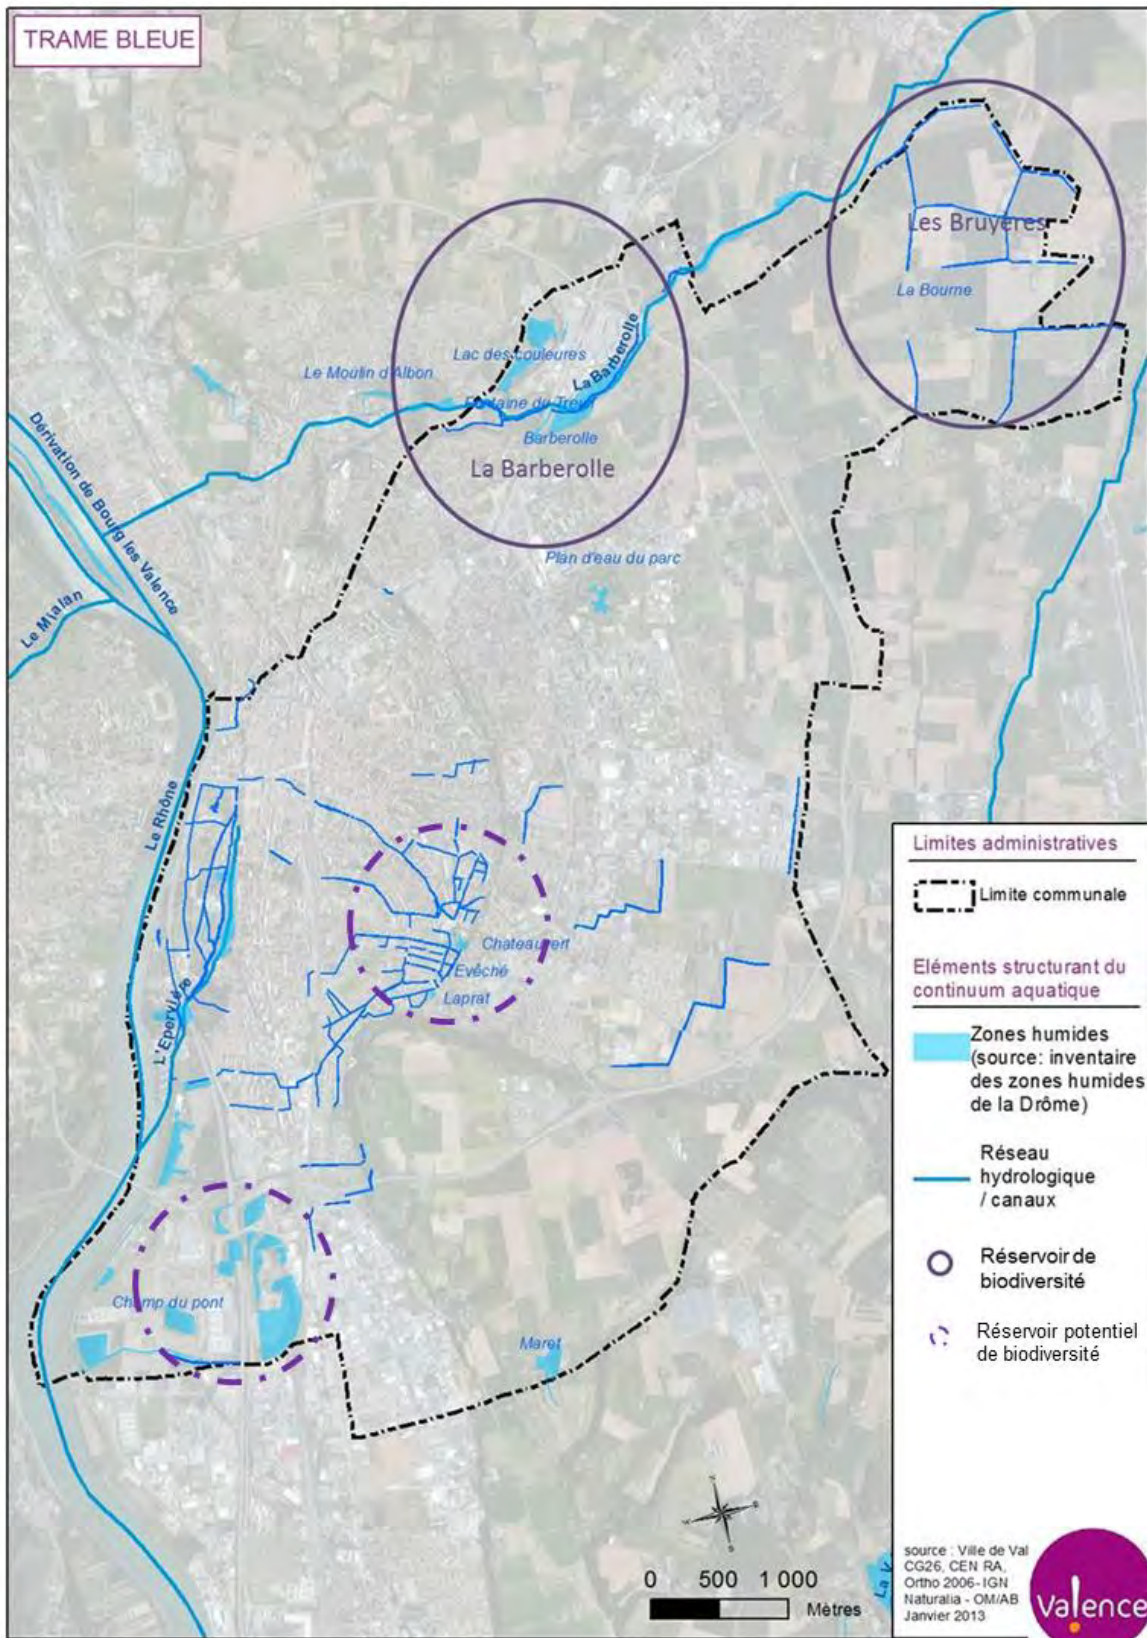 TRAME BLEUE
Les Bruyères
La Bourne
Lac des couleures
La Barberolle
Le Moulin d'Albon
Fontaine du Treuil
Barberolle
La Barberolle
Dérivation de Bourg les Valence
Plan d'eau du parc
Le Mialan
Le Rhône
Limites administratives
Limite communale
Chateauvert
Evêché
Laprat
L'Epervière
Eléments structurant du
continuum aquatique
Zones humides
(source: inventaire
des zones humides
de la Drôme)
Réseau
hydrologique
/ canaux
Réservoir de
biodiversité
Champ du pont
Réservoir potentiel
de biodiversité
Maret
N
0 500 1 000
Mètres
source : Ville de Val
CG26, CEN RA,
Ortho 2006- IGN
Naturalia - OM/AB
Janvier 2013
La V
Valence